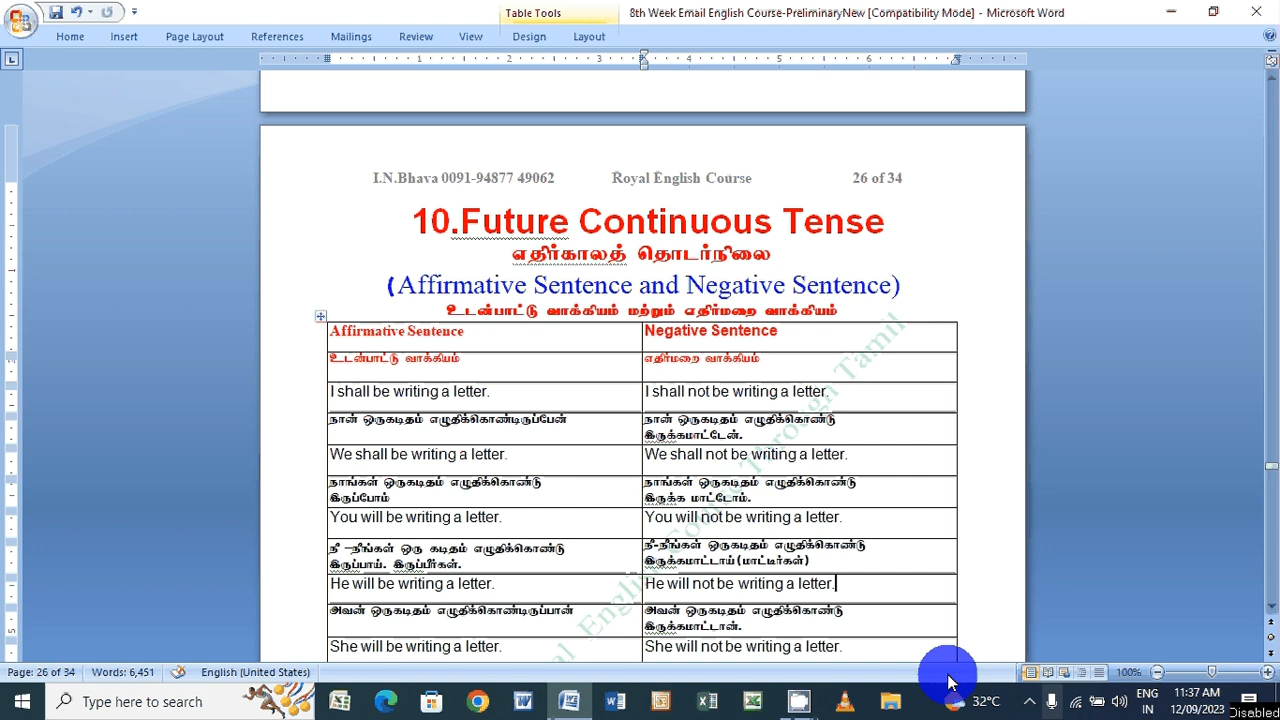 8th Week Email English Course-PreliminaryNew [Compatibility Mode] - Microsoft Word
Table Tools
Home Insert Page Layout References Mailings Review View Design Layout
1 2 3 4 5 6
I.N.Bhava 0091-94877 49062 Royal English Course 26 of 34
10.Future Continuous Tense
எதிர்காலத் தொடர்நிலை
(Affirmative Sentence and Negative Sentence)
உடன்பாட்டு வாக்கியம் மற்றும் எதிர்மறை வாக்கியம்
Affirmative Sentence Negative Sentence
உடன்பாட்டு வாக்கியம் எதிர்மறை வாக்கியம்
I shall be writing a letter. I shall not be writing a letter.
நான் ஒருகடிதம் எழுதிக்கொண்டிருப்பேன் நான் ஒருகடிதம் எழுதிக்கொண்டு
இருக்கமாட்டேன்.
We shall be writing a letter. We shall not be writing a letter.
நாங்கள் ஒருகடிதம் எழுதிக்கொண்டு நாங்கள் ஒருகடிதம் எழுதிக்கொண்டு
இருப்போம் இருக்க மாட்டோம்.
You will be writing a letter. You will not be writing a letter.
நீ –நீங்கள் ஒரு கடிதம் எழுதிக்கொண்டு நீ-நீங்கள் ஒருகடிதம் எழுதிக்கொண்டு
இருப்பாய். இருப்பீர்கள். இருக்கமாட்டாய்(மாட்டீர்கள்)
He will be writing a letter. He will not be writing a letter.
அவன் ஒருகடிதம் எழுதிக்கொண்டிருப்பான் அவன் ஒருகடிதம் எழுதிக்கொண்டு
இருக்கமாட்டான்.
She will be writing a letter. She will not be writing a letter.
Page: 26 of 34 Words: 6,451 English (United States) 100%
Type here to search 32°C ENG 11:37 AM
IN 12/09/2023
Disabled